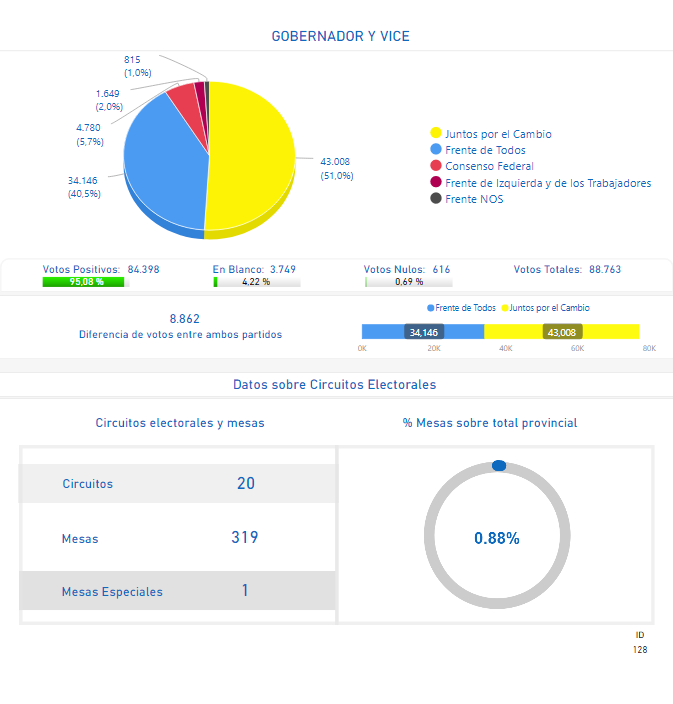 GOBERNADOR Y VICE
815
(1,0%)
1.649
(2,0%)
4.780
(5,7%)
34.146
(40,5%)
43.008
(51,0%)
Juntos por el Cambio
Frente de Todos
Consenso Federal
Frente de Izquierda y de los Trabajadores
Frente NOS
Votos Positivos: 84.398
95,08 %
En Blanco: 3.749
4,22 %
Votos Nulos: 616
0,69 %
Votos Totales: 88.763
8.862
Diferencia de votos entre ambos partidos
Frente de Todos Juntos por el Cambio
34,146 43,008
0K 20K 40K 60K 80K
Datos sobre Circuitos Electorales
Circuitos electorales y mesas
Circuitos 20
Mesas 319
Mesas Especiales 1
% Mesas sobre total provincial
0.88%
ID
128